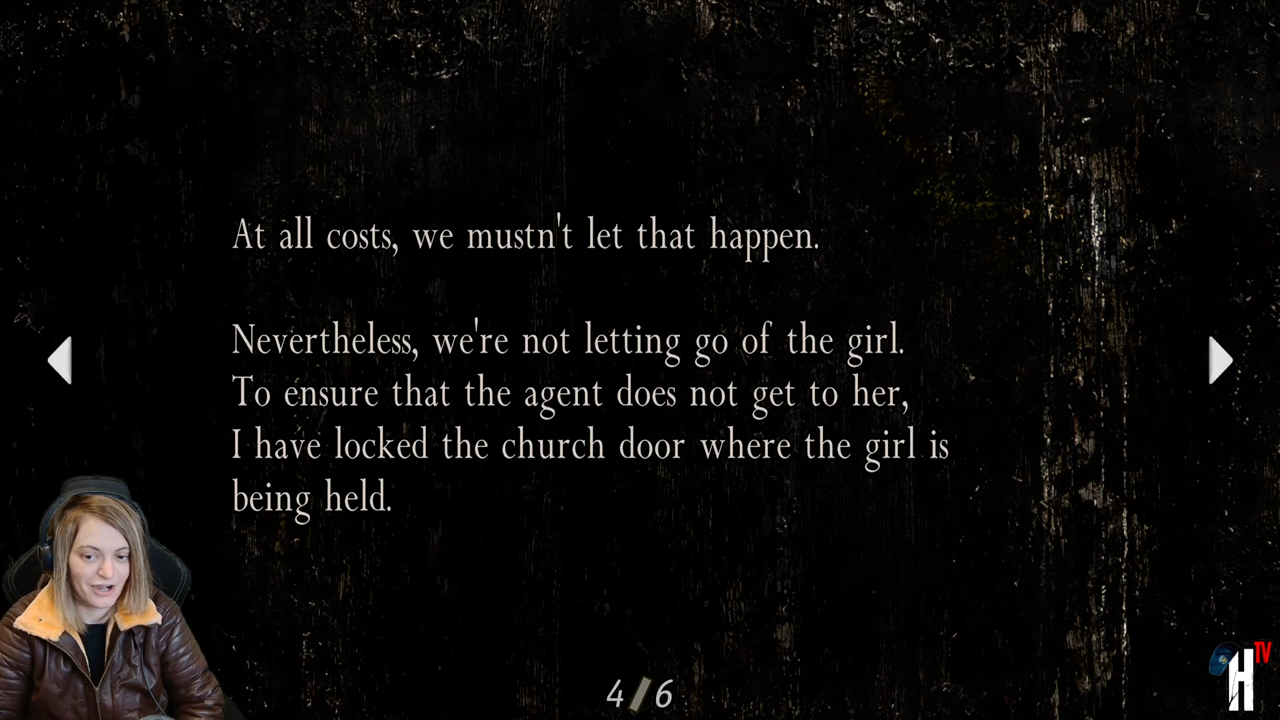 At all costs, we mustn't let that happen.
Nevertheless, we're not letting go of the girl.
To ensure that the agent does not get to her,
I have locked the church door where the girl is
being held.
4/6
H TV